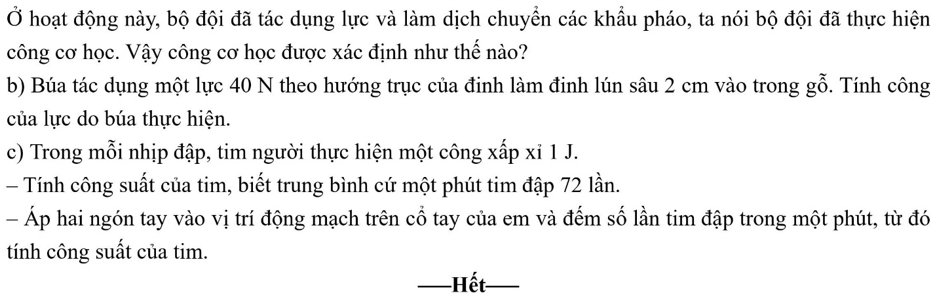 Ở hoạt động này, bộ đội đã tác dụng lực và làm dịch chuyển các khẩu pháo, ta nói bộ đội đã thực hiện
công cơ học. Vậy công cơ học được xác định như thế nào?
b) Búa tác dụng một lực 40 N theo hướng trục của đinh làm đinh lún sâu 2 cm vào trong gỗ. Tính công
của lực do búa thực hiện.
c) Trong mỗi nhịp đập, tim người thực hiện một công xấp xỉ 1 J.
– Tính công suất của tim, biết trung bình cứ một phút tim đập 72 lần.
– Áp hai ngón tay vào vị trí động mạch trên cổ tay của em và đếm số lần tim đập trong một phút, từ đó
tính công suất của tim.
——Hết——